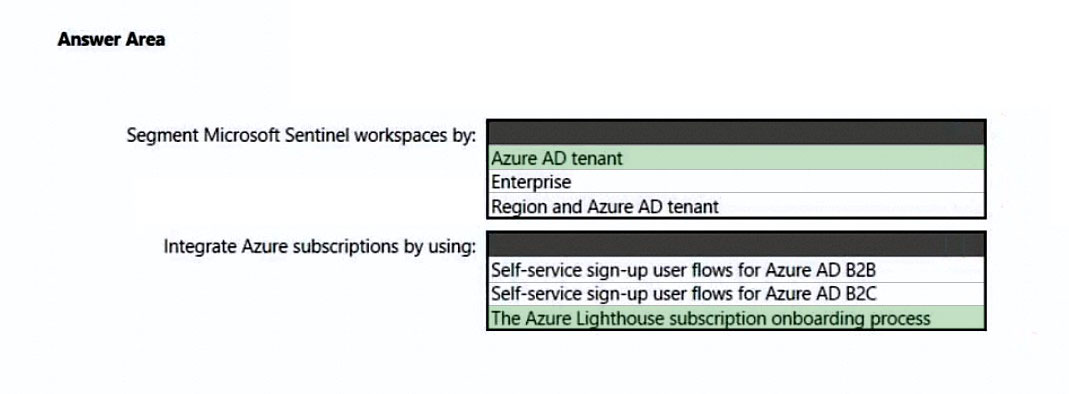 Answer Area
Segment Microsoft Sentinel workspaces by:
Azure AD tenant
Enterprise
Region and Azure AD tenant
Integrate Azure subscriptions by using:
Self-service sign-up user flows for Azure AD B2B
Self-service sign-up user flows for Azure AD B2C
The Azure Lighthouse subscription onboarding process